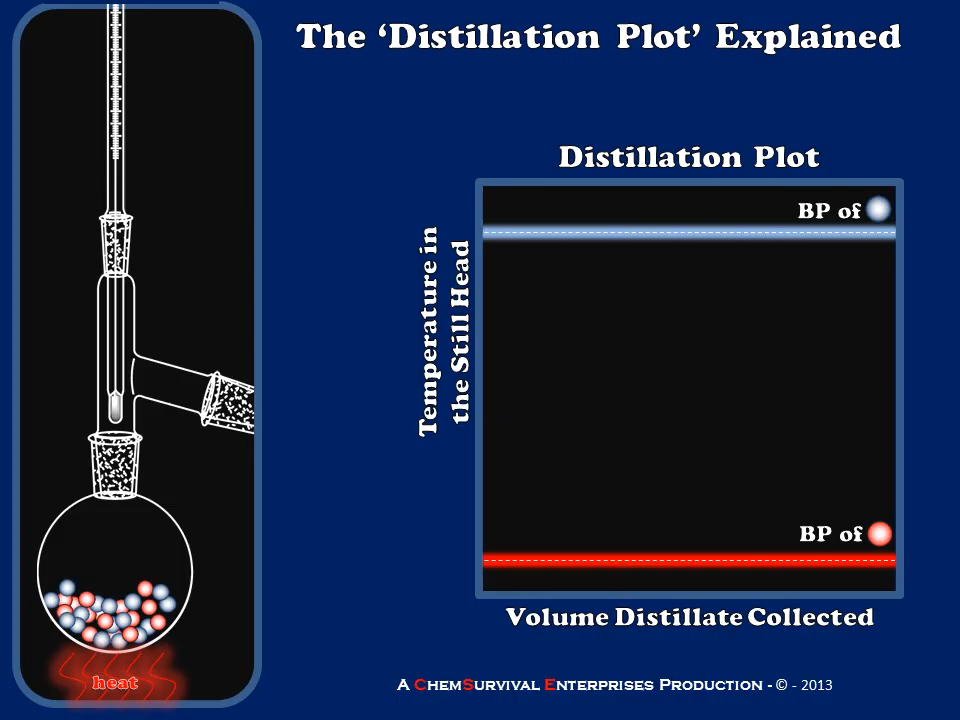 The ‘Distillation Plot’ Explained
Distillation Plot
BP of
Temperature in
the Still Head
BP of
Volume Distillate Collected
heat
A ChemSurvival Enterprises Production - © - 2013